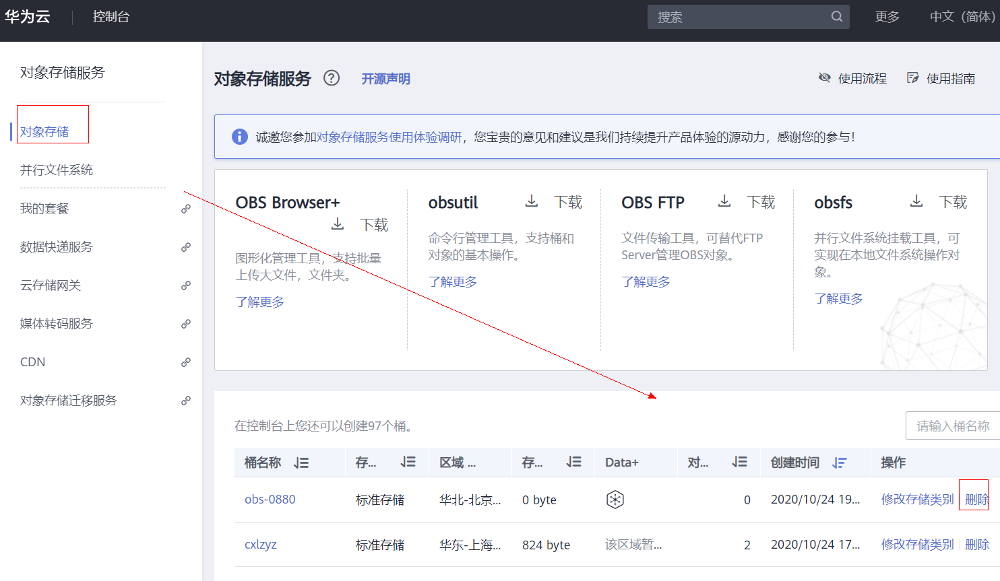 华为云 控制台 搜索 更多 中文（简体）
对象存储服务
对象存储
并行文件系统
我的套餐
数据快递服务
云存储网关
媒体转码服务
CDN
对象存储迁移服务
对象存储服务 ? 开源声明 使用流程 使用指南
诚邀您参加对象存储服务使用体验调研，您宝贵的意见和建议是我们持续提升产品体验的源动力，感谢您的参与！
OBS Browser+
下载
图形化管理工具，支持批量
上传大文件，文件夹。
了解更多
obsutil 下载
命令行管理工具，支持桶和
对象的基本操作。
了解更多
OBS FTP 下载
文件传输工具，可替代FTP
Server管理OBS对象。
了解更多
obsfs 下载
并行文件系统挂载工具，可
实现在本地文件系统操作对
象。
了解更多
在控制台上您还可以创建97个桶。 请输入桶名称
桶名称 存... 区域 ... 存... Data+ 对... 创建时间 操作
obs-0880 标准存储 华北-北京... 0 byte 0 2020/10/24 19... 修改存储类别 删除
cxlzyz 标准存储 华东-上海... 824 byte 该区域暂... 2 2020/10/24 17... 修改存储类别 删除